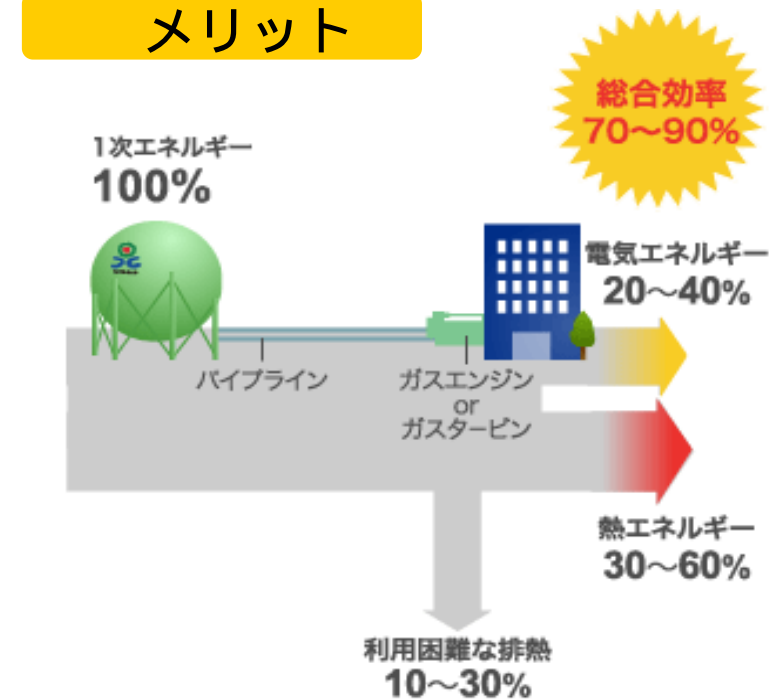 メリット
総合効率
70～90%
1次エネルギー
100%
電気エネルギー
20～40%
パイプライン
ガスエンジン
or
ガスタービン
熱エネルギー
30～60%
利用困難な排熱
10～30%